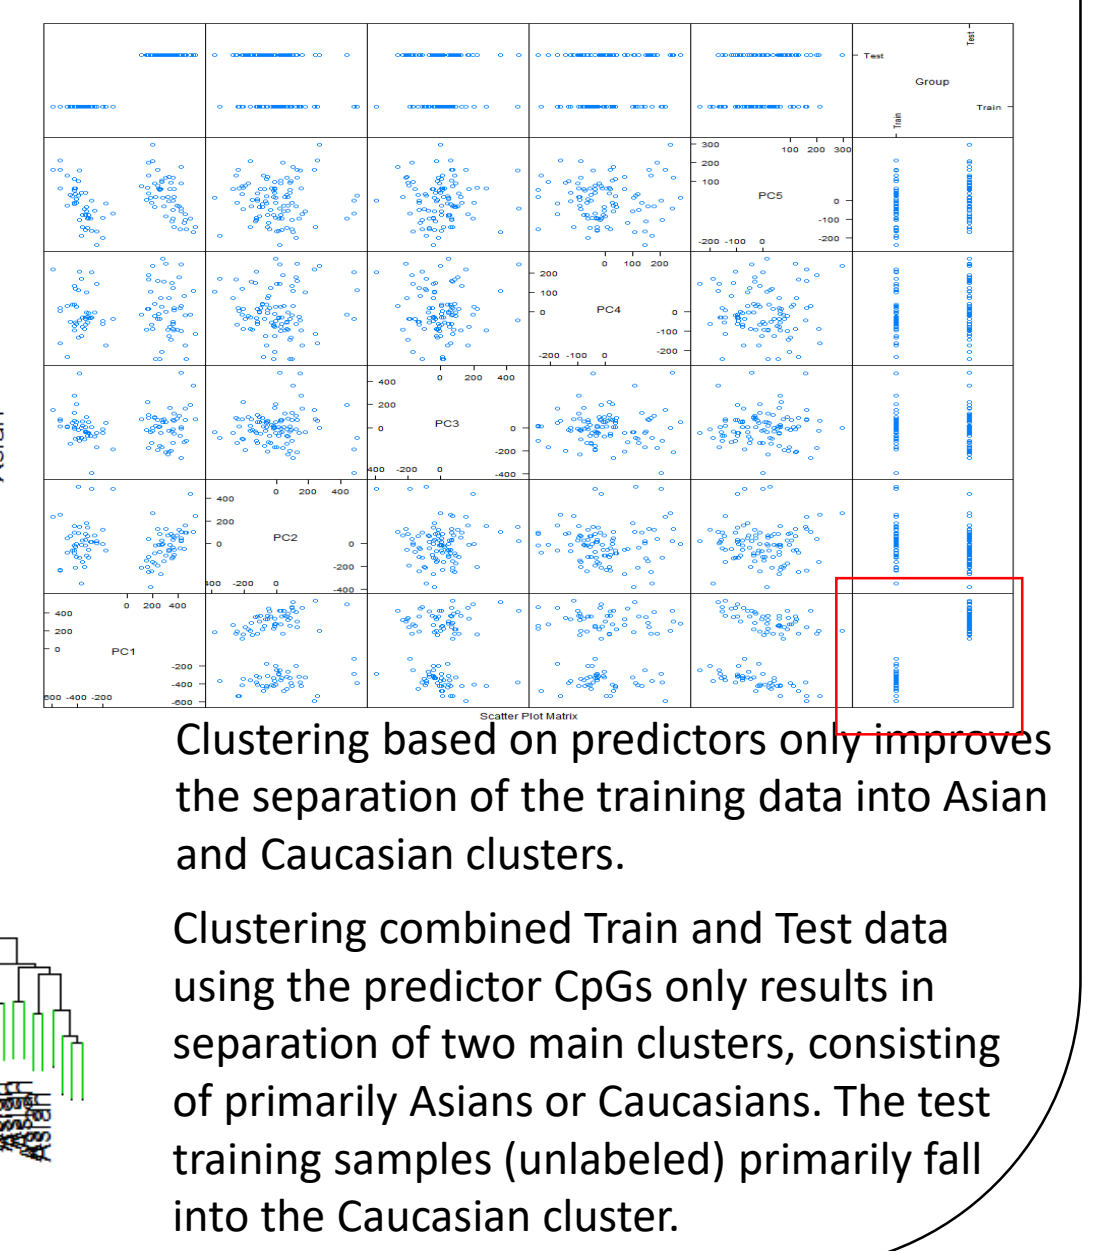 Test
Test
Group
Train
Train
300
200
100
100 200 300
PC5
0
-100
-200
-200 -100 0
0 100 200
200
100
0
PC4
0
-100
-200
-200 -100 0
0 200 400
400
200
0
PC3
0
-200
-400
400 -200 0
0 200 400
400
200
0
PC2
0
-200
-400
400 -200 0
0 200 400
400
200
0
PC1
-200
-400
-600
600 -400 -200
Scatter Plot Matrix
Clustering based on predictors only improves
the separation of the training data into Asian
and Caucasian clusters.
Clustering combined Train and Test data
using the predictor CpGs only results in
separation of two main clusters, consisting
of primarily Asians or Caucasians. The test
training samples (unlabeled) primarily fall
into the Caucasian cluster.
Asian